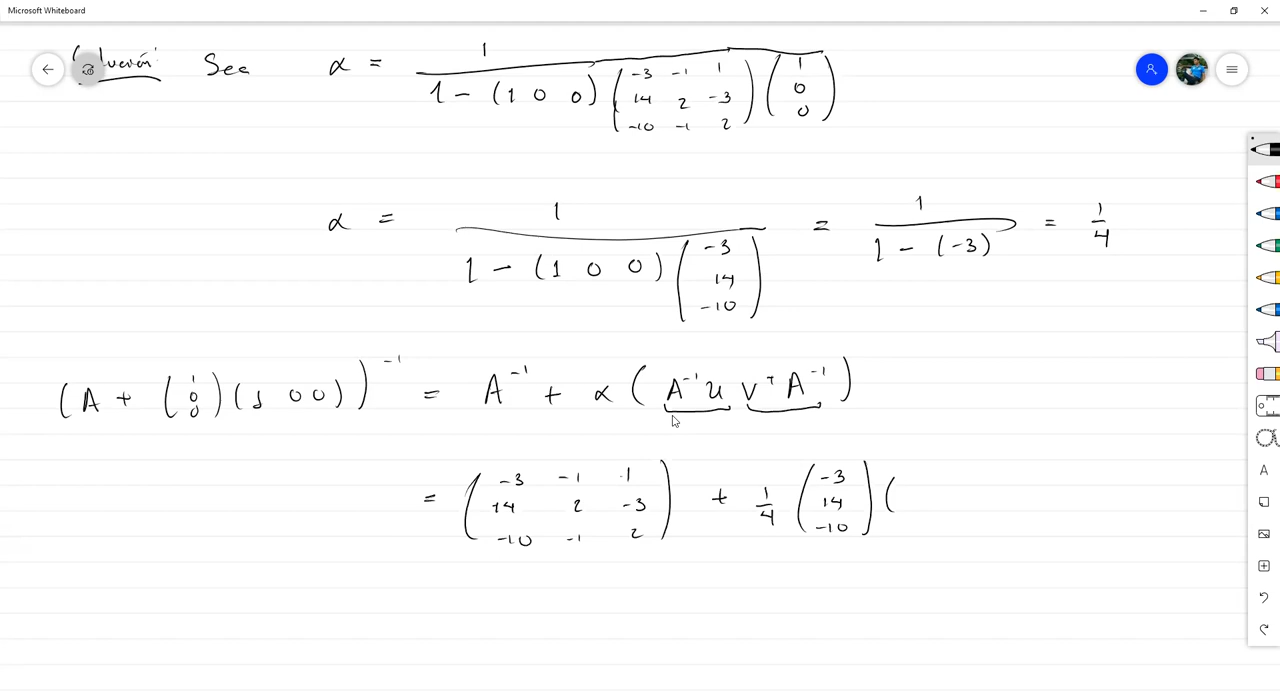 Microsoft Whiteboard
Solución Sea α = 1 / (1 - (1 0 0) (-3 -1 1; 14 2 -3; -10 -1 2) (1; 0; 0))
α = 1 / (1 - (1 0 0) (-3; 14; -10)) = 1 / (1 - (-3)) = 1/4
(A + (1; 0; 0)(1 0 0))^-1 = A^-1 + α (A^-1 u v^T A^-1)
= (-3 -1 1; 14 2 -3; -10 -1 2) + 1/4 (-3; 14; -10) (
A